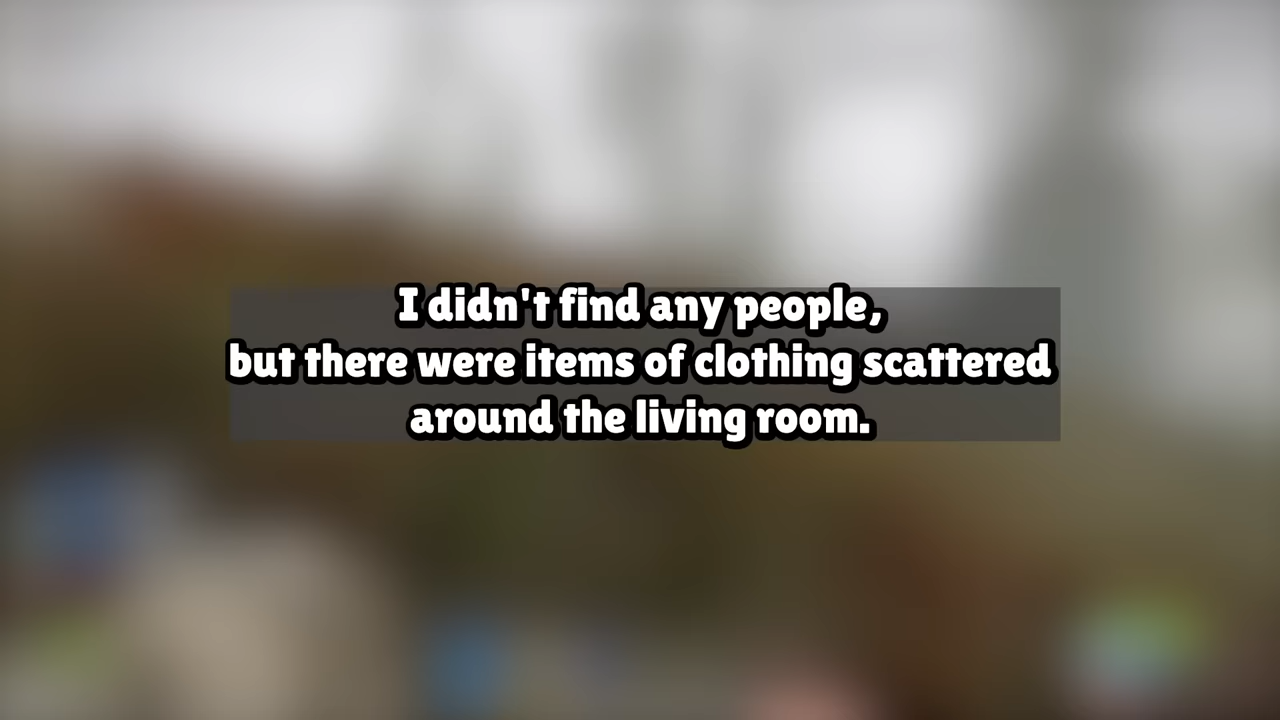 I didn't find any people,
but there were items of clothing scattered
around the living room.